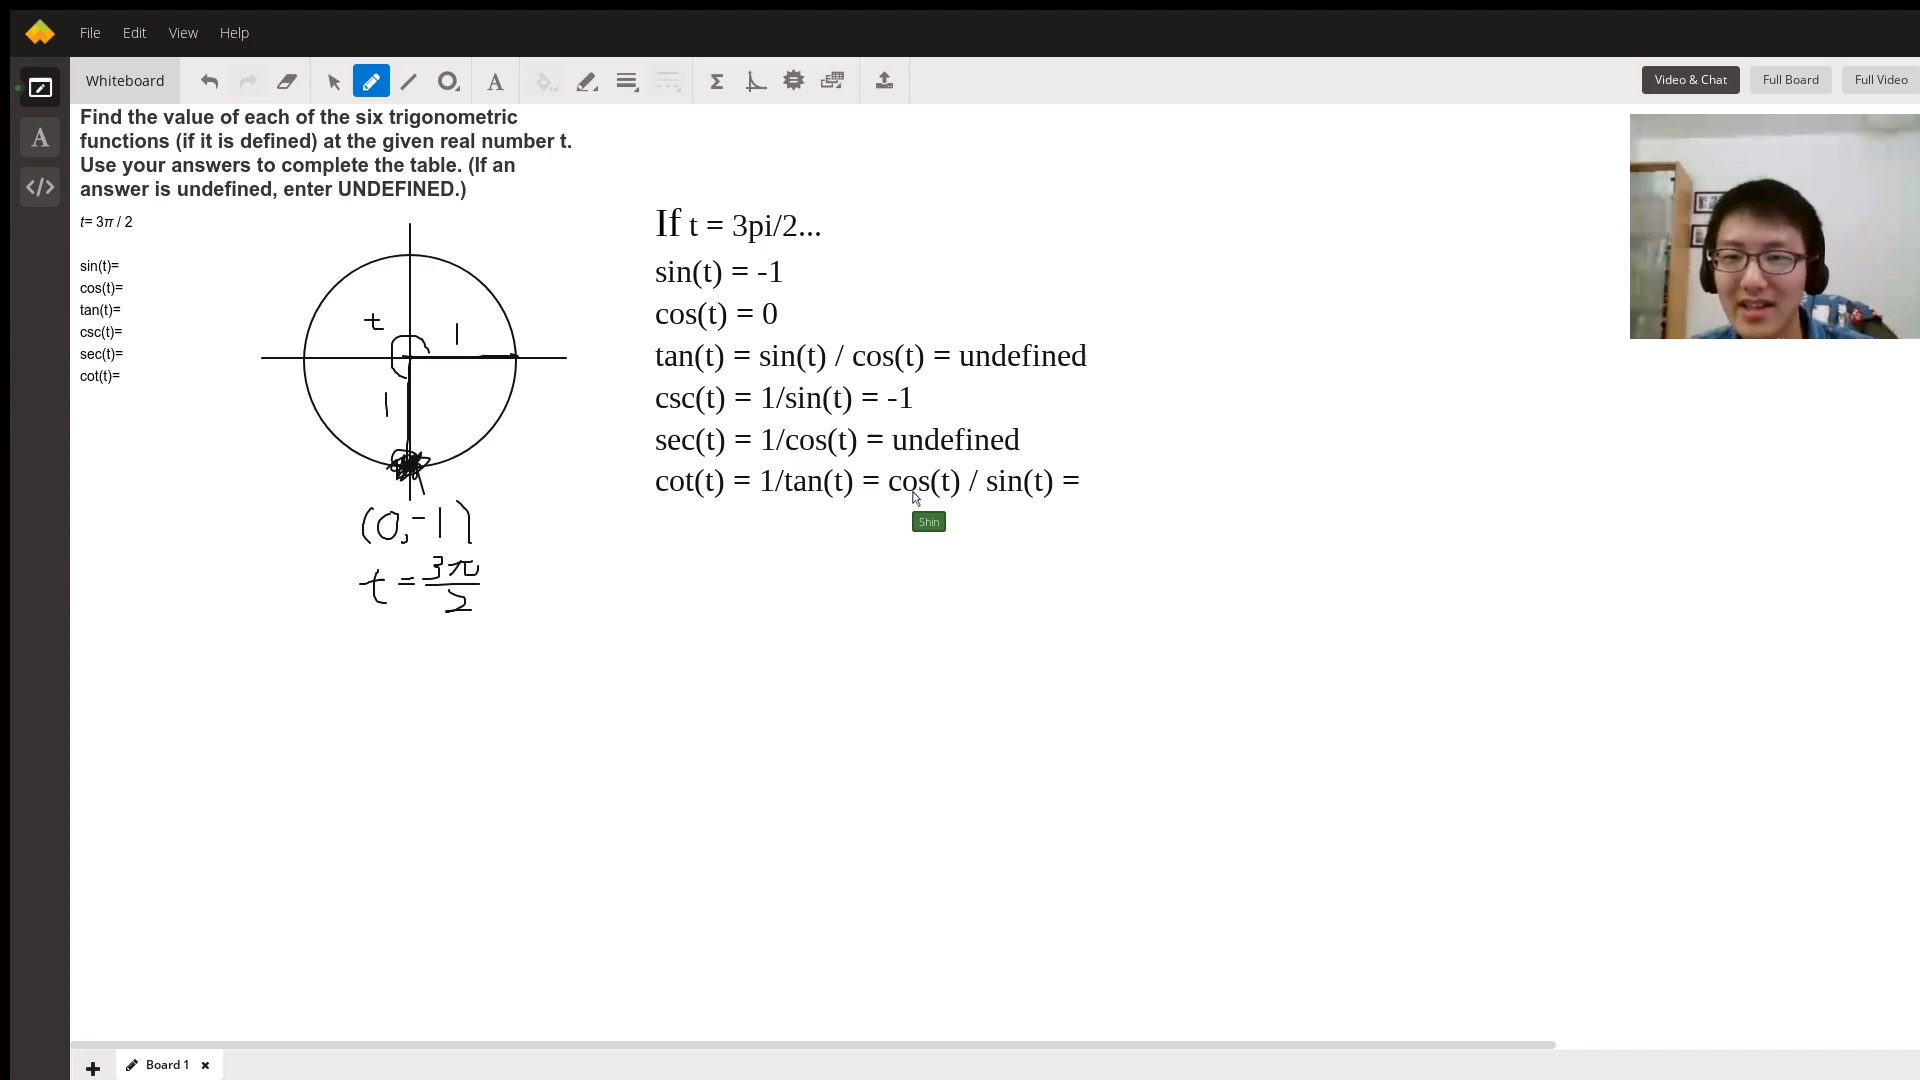 File Edit View Help
Whiteboard
Video & Chat Full Board Full Video
Find the value of each of the six trigonometric
functions (if it is defined) at the given real number t.
Use your answers to complete the table. (If an
answer is undefined, enter UNDEFINED.)
t= 3π / 2
sin(t)=
cos(t)=
tan(t)=
csc(t)=
sec(t)=
cot(t)=
t
1
1
(0,-1)
t = 3π/2
If t = 3pi/2...
sin(t) = -1
cos(t) = 0
tan(t) = sin(t) / cos(t) = undefined
csc(t) = 1/sin(t) = -1
sec(t) = 1/cos(t) = undefined
cot(t) = 1/tan(t) = cos(t) / sin(t) =
Shin
Board 1